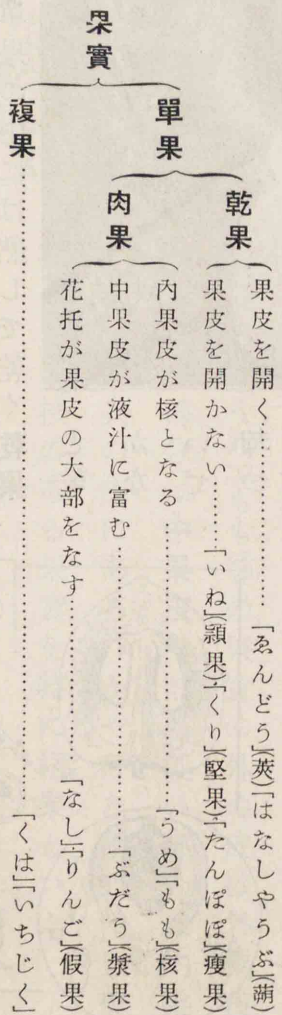 果實
單果
乾果
果皮を開く……「ゑんどう」(莢)「はなしやうぶ」(蒴)
果皮を開かない……「いね」(穎果)「くり」(堅果)「たんぽぽ」(瘦果)
肉果
内果皮が核となる……「うめ」「もも」(核果)
中果皮が液汁に富む……「ぶだう」(漿果)
花托が果皮の大部をなす……「なし」「りんご」(假果)
複果……「くは」「いちじく」